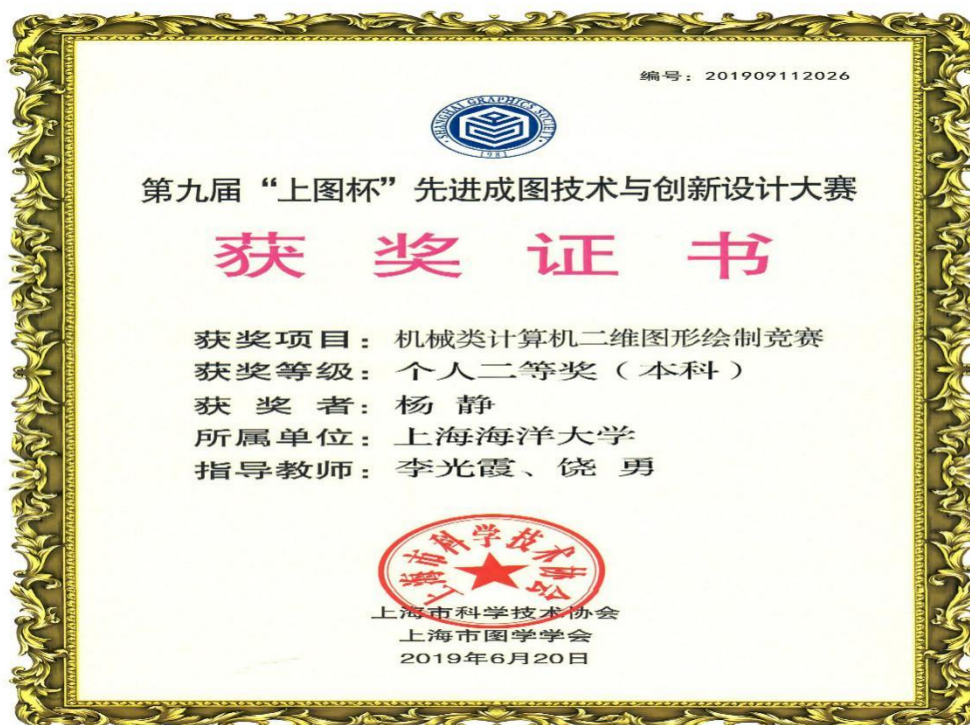 编号：201909112026
SHANGHAI GRAPHICS SOCIETY
1981
第九届“上图杯”先进成图技术与创新设计大赛
获奖证书
获奖项目：机械类计算机二维图形绘制竞赛
获奖等级：个人二等奖（本科）
获奖者：杨静
所属单位：上海海洋大学
指导教师：李光霞、饶勇
上海市科学技术协会
上海市科学技术协会
上海市图学学会
2019年6月20日